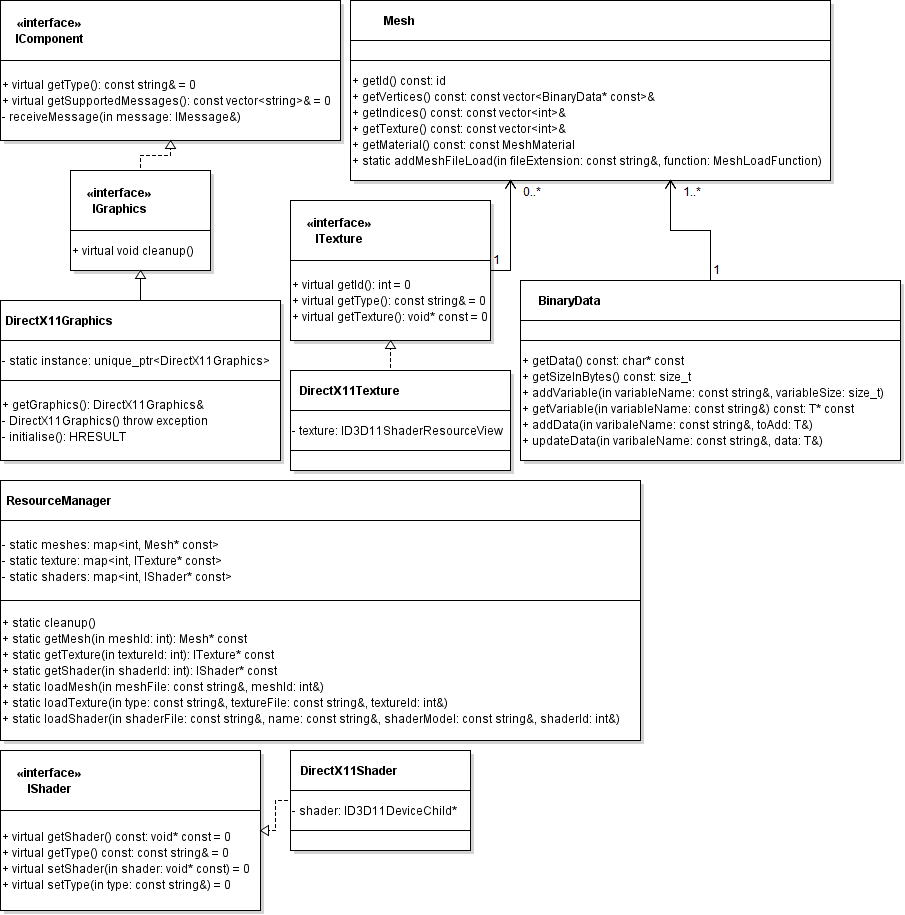 «interface»
IComponent
+ virtual getType(): const string& = 0
+ virtual getSupportedMessages(): const vector<string>& = 0
- receiveMessage(in message: IMessage&)
Mesh
+ getId() const: id
+ getVertices() const: const vector<BinaryData* const>&
+ getIndices() const: const vector<int>&
+ getTexture() const: const vector<int>&
+ getMaterial() const: const MeshMaterial
+ static addMeshFileLoad(in fileExtension: const string&, function: MeshLoadFunction)
«interface»
IGraphics
+ virtual void cleanup()
0..*
1..*
«interface»
ITexture
+ virtual getId(): int = 0
+ virtual getType(): const string& = 0
+ virtual getTexture(): void* const = 0
1
1
DirectX11Graphics
- static instance: unique_ptr<DirectX11Graphics>
+ getGraphics(): DirectX11Graphics&
- DirectX11Graphics() throw exception
- initialise(): HRESULT
DirectX11Texture
- texture: ID3D11ShaderResourceView
BinaryData
+ getData() const: char* const
+ getSizeInBytes() const: size_t
+ addVariable(in variableName: const string&, variableSize: size_t)
+ getVariable(in variableName: const string&) const: T* const
+ addData(in variableName: const string&, toAdd: T&)
+ updateData(in varibaleName: const string&, data: T&)
ResourceManager
- static meshes: map<int, Mesh* const>
- static texture: map<int, ITexture* const>
- static shaders: map<int, IShader* const>
+ static cleanup()
+ static getMesh(in meshId: int): Mesh* const
+ static getTexture(in textureId: int): ITexture* const
+ static getShader(in shaderId: int): IShader* const
+ static loadMesh(in meshFile: const string&, meshId: int&)
+ static loadTexture(in type: const string&, textureFile: const string&, textureId: int&)
+ static loadShader(in shaderFile: const string&, name: const string&, shaderModel: const string&, shaderId: int&)
«interface»
IShader
+ virtual getShader() const: void* const = 0
+ virtual getType() const: const string& = 0
+ virtual setShader(in shader: void* const) = 0
+ virtual setType(in type: const string&) = 0
DirectX11Shader
- shader: ID3D11DeviceChild*